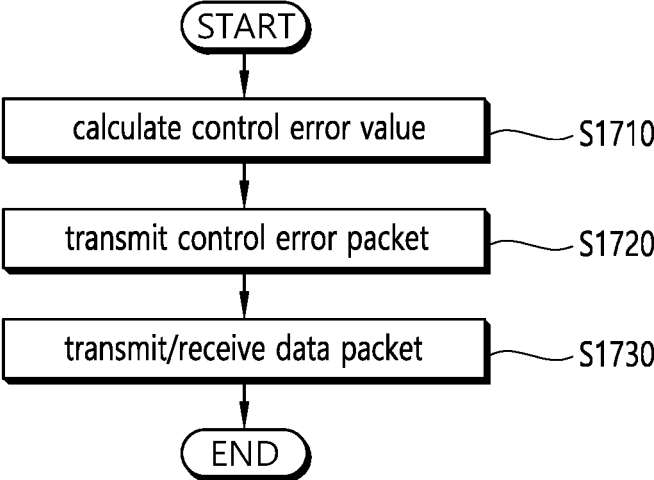 START
calculate control error value
S1710
transmit control error packet
S1720
transmit/receive data packet
S1730
END